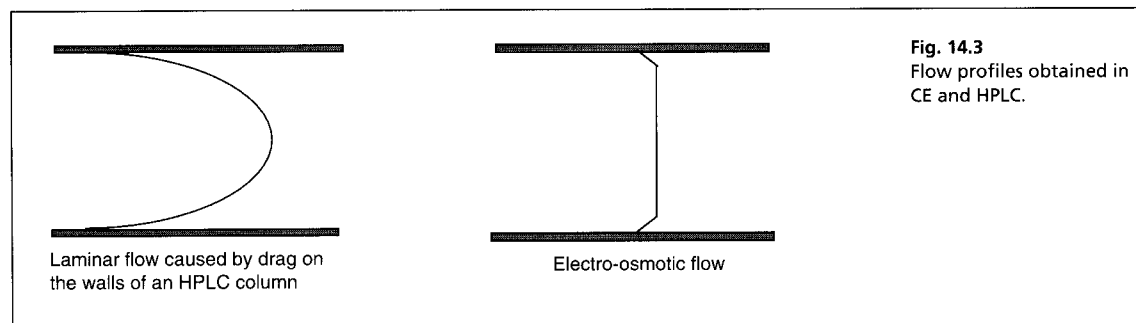 Laminar flow caused by drag on
the walls of an HPLC column
Electro-osmotic flow
Fig. 14.3
Flow profiles obtained in
CE and HPLC.